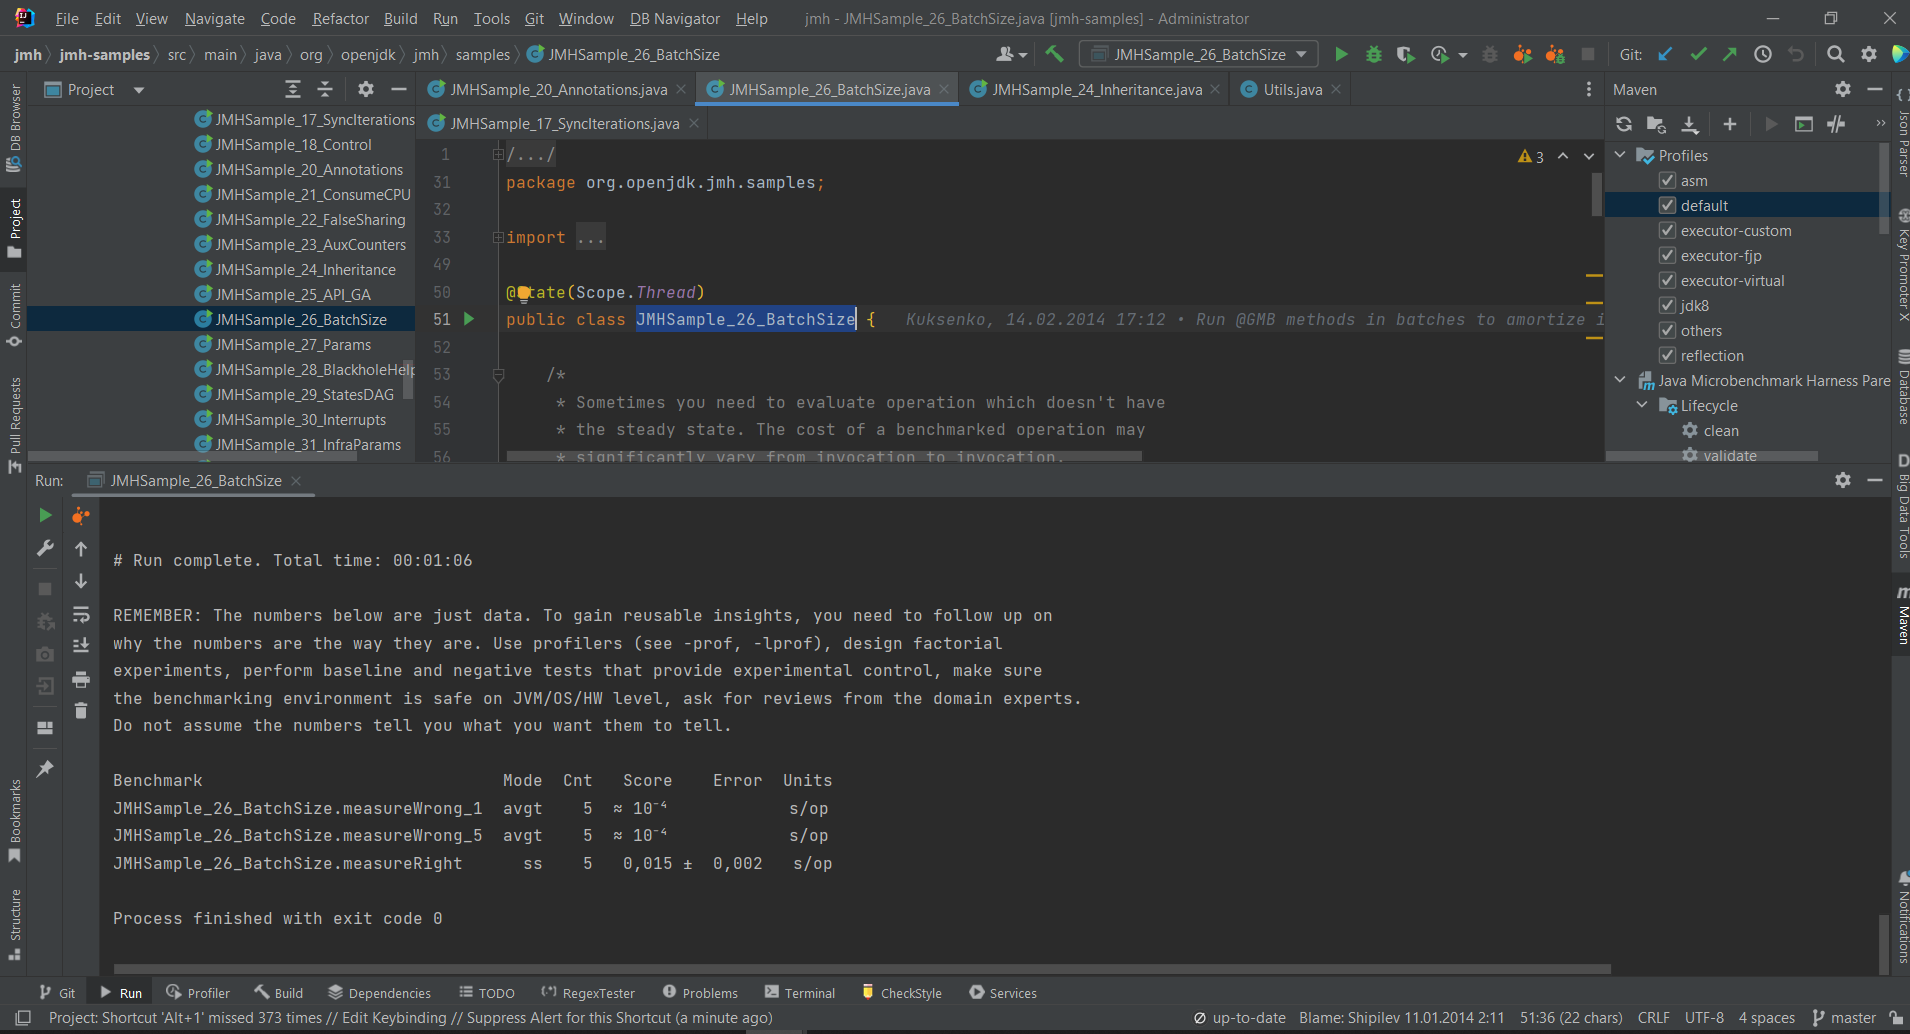 File Edit View Navigate Code Refactor Build Run Tools Git Window DB Navigator Help jmh - JMHSample_26_BatchSize.java [jmh-samples] - Administrator
jmh jmh-samples src main java org openjdk jmh samples JMHSample_26_BatchSize JMHSample_26_BatchSize Git:
Project
JMHSample_17_SyncIterations
JMHSample_18_Control
JMHSample_20_Annotations
JMHSample_21_ConsumeCPU
JMHSample_22_FalseSharing
JMHSample_23_AuxCounters
JMHSample_24_Inheritance
JMHSample_25_API_GA
JMHSample_26_BatchSize
JMHSample_27_Params
JMHSample_28_BlackholeHelp
JMHSample_29_StatesDAG
JMHSample_30_Interrupts
JMHSample_31_InfraParams
JMHSample_20_Annotations.java JMHSample_26_BatchSize.java JMHSample_24_Inheritance.java Utils.java
JMHSample_17_SyncIterations.java
1 /.../
3
31 package org.openjdk.jmh.samples;
32
33 import ...
49
50 @State(Scope.Thread)
51 public class JMHSample_26_BatchSize { Kuksenko, 14.02.2014 17:12 • Run @GMB methods in batches to amortize i
52
53 /*
54 * Sometimes you need to evaluate operation which doesn't have
55 * the steady state. The cost of a benchmarked operation may
56 * significantly vary from invocation to invocation.
Maven
Profiles
asm
default
executor-custom
executor-fjp
executor-virtual
jdk8
others
reflection
Java Microbenchmark Harness Pare
Lifecycle
clean
validate
DB Browser
Project
Commit
Pull Requests
Bookmarks
Structure
Json Parser
Key Promoter X
Database
Big Data Tools
Maven
Notifications
Run: JMHSample_26_BatchSize
# Run complete. Total time: 00:01:06
REMEMBER: The numbers below are just data. To gain reusable insights, you need to follow up on
why the numbers are the way they are. Use profilers (see -prof, -lprof), design factorial
experiments, perform baseline and negative tests that provide experimental control, make sure
the benchmarking environment is safe on JVM/OS/HW level, ask for reviews from the domain experts.
Do not assume the numbers tell you what you want them to tell.
Benchmark Mode Cnt Score Error Units
JMHSample_26_BatchSize.measureWrong_1 avgt 5 ≈ 10⁻⁴ s/op
JMHSample_26_BatchSize.measureWrong_5 avgt 5 ≈ 10⁻⁴ s/op
JMHSample_26_BatchSize.measureRight ss 5 0,015 ± 0,002 s/op
Process finished with exit code 0
Git Run Profiler Build Dependencies TODO RegexTester Problems Terminal CheckStyle Services
Project: Shortcut 'Alt+1' missed 373 times // Edit Keybinding // Suppress Alert for this Shortcut (a minute ago) up-to-date Blame: Shipilev 11.01.2014 2:11 51:36 (22 chars) CRLF UTF-8 4 spaces master